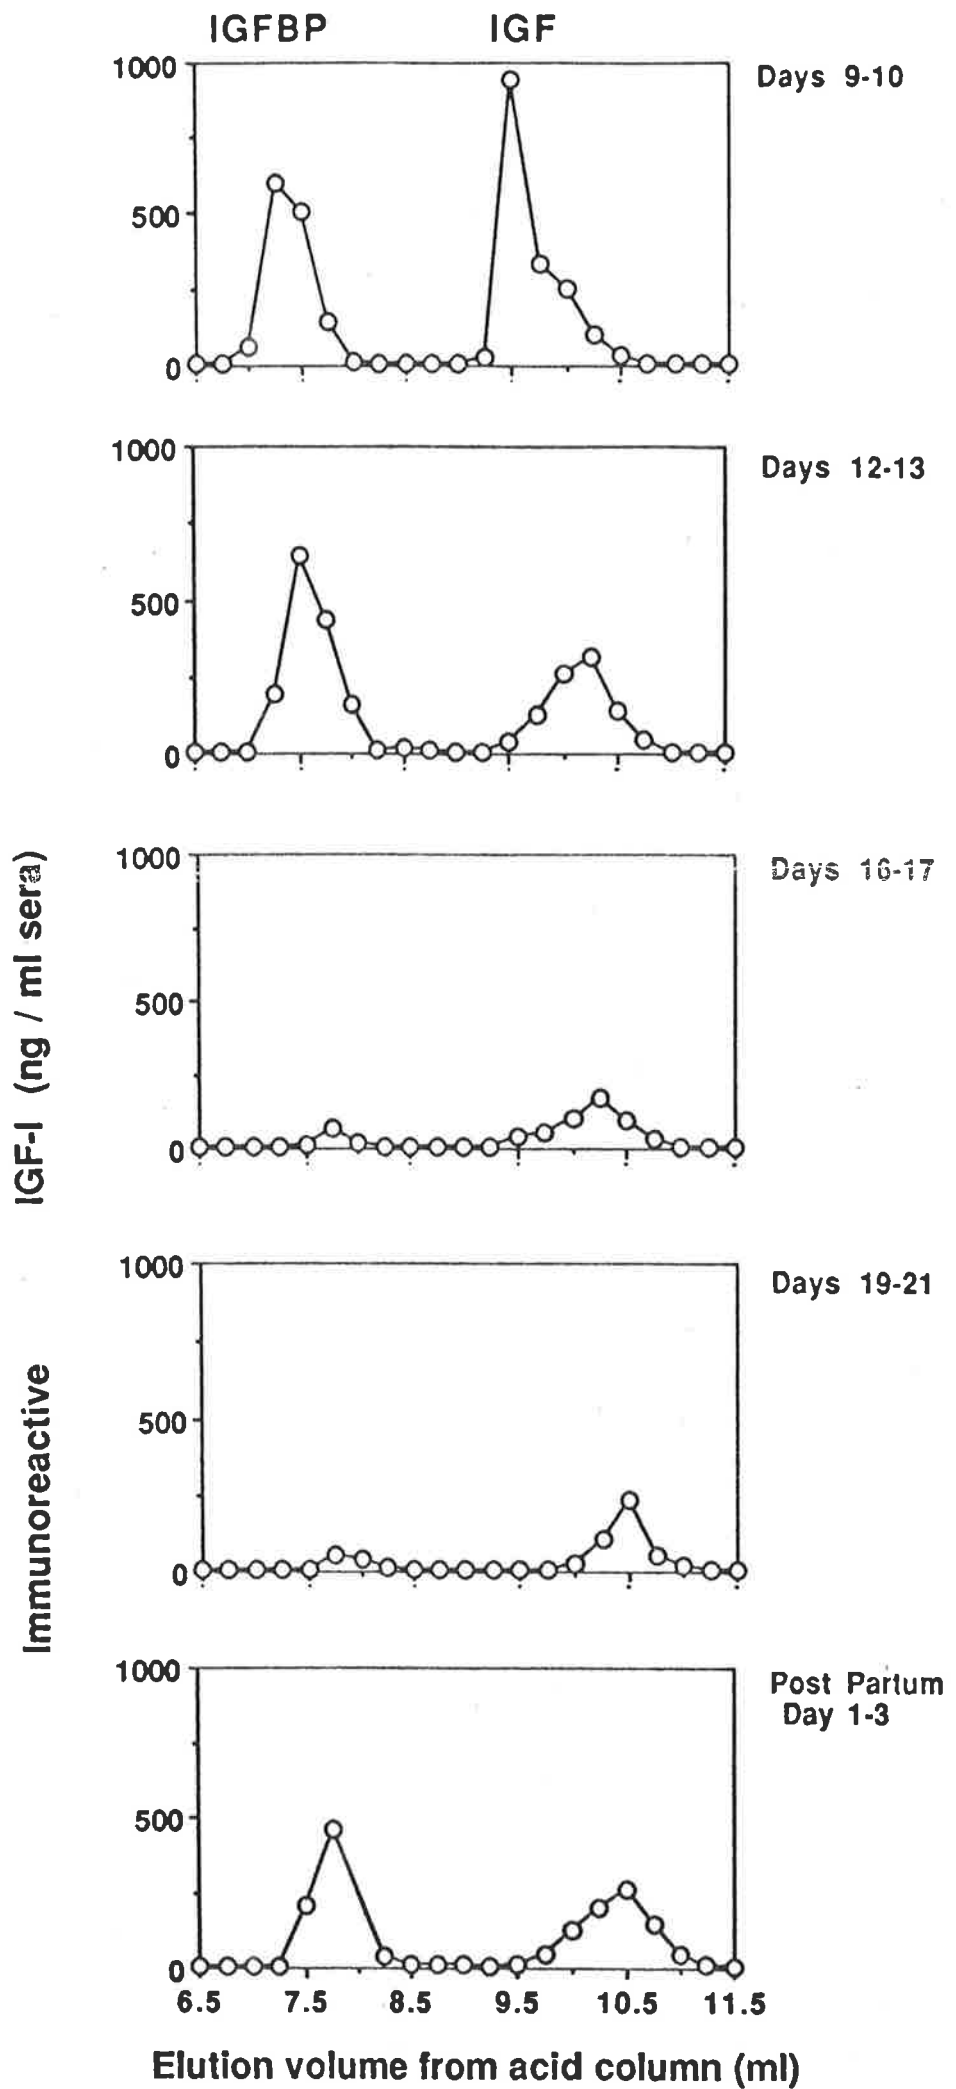 IGFBP IGF
1000
500
0
Days 9-10
1000
500
0
Days 12-13
1000
500
0
Days 16-17
1000
500
0
Days 19-21
1000
500
0
Post Partum
Day 1-3
6.5 7.5 8.5 9.5 10.5 11.5
Elution volume from acid column (ml)
Immunoreactive IGF-I (ng / ml sera)